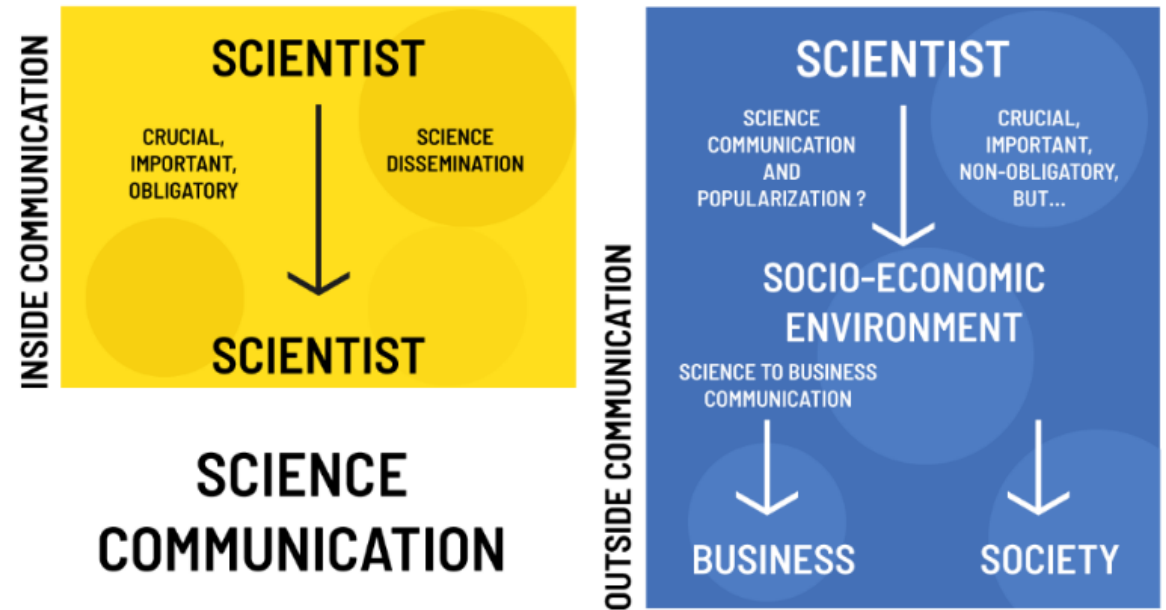 INSIDE COMMUNICATION
SCIENTIST
CRUCIAL,
IMPORTANT,
OBLIGATORY
SCIENCE
DISSEMINATION
SCIENTIST
SCIENCE
COMMUNICATION
OUTSIDE COMMUNICATION
SCIENTIST
SCIENCE
COMMUNICATION
AND
POPULARIZATION ?
CRUCIAL,
IMPORTANT,
NON-OBLIGATORY,
BUT...
SOCIO-ECONOMIC
ENVIRONMENT
SCIENCE TO BUSINESS
COMMUNICATION
BUSINESS
SOCIETY